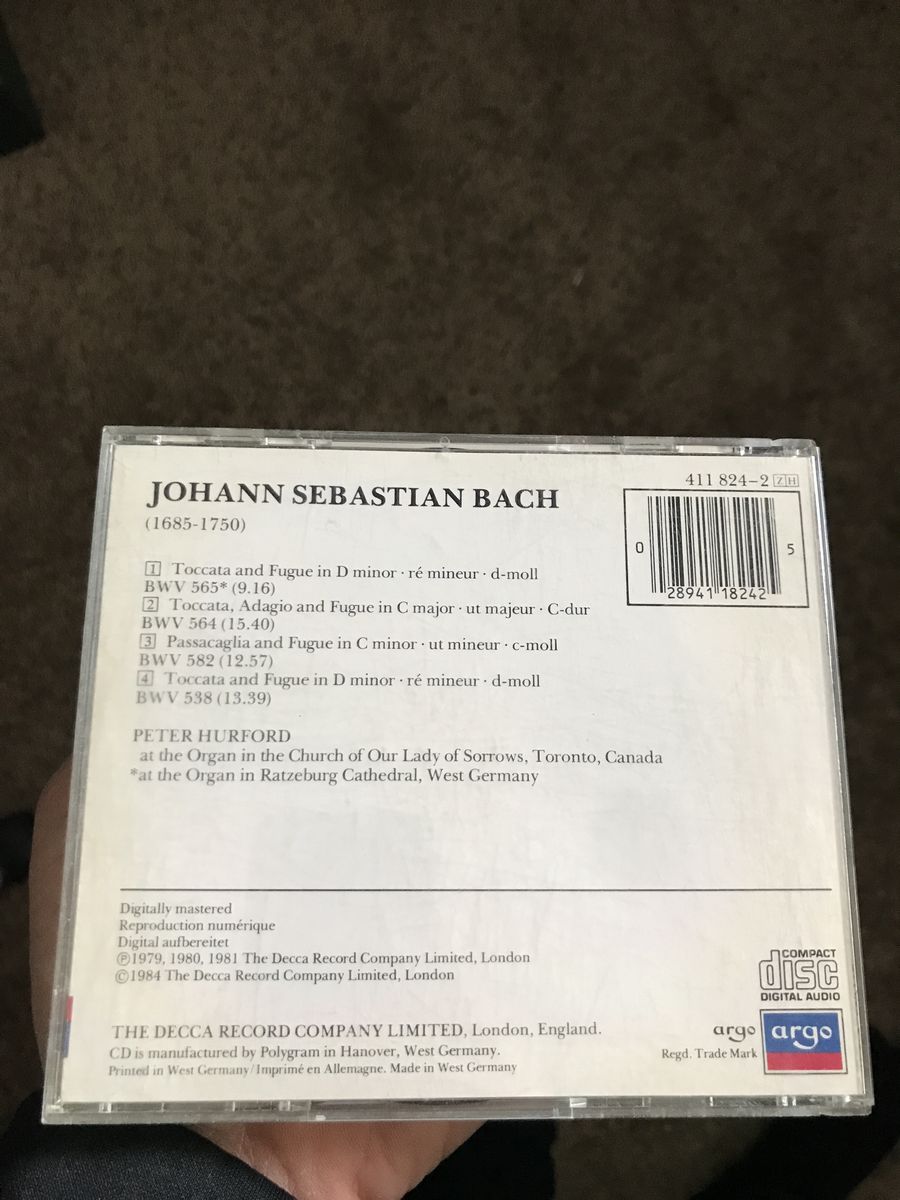 JOHANN SEBASTIAN BACH
(1685-1750)
411 824-2 ZH
0 28941 18242 5
1 Toccata and Fugue in D minor · ré mineur · d-moll
BWV 565* (9.16)
2 Toccata, Adagio and Fugue in C major · ut majeur · C-dur
BWV 564 (15.40)
3 Passacaglia and Fugue in C minor · ut mineur · c-moll
BWV 582 (12.57)
4 Toccata and Fugue in D minor · ré mineur · d-moll
BWV 538 (13.39)
PETER HURFORD
at the Organ in the Church of Our Lady of Sorrows, Toronto, Canada
*at the Organ in Ratzeburg Cathedral, West Germany
Digitally mastered
Reproduction numérique
Digital aufbereitet
℗1979, 1980, 1981 The Decca Record Company Limited, London
©1984 The Decca Record Company Limited, London
COMPACT
disc
DIGITAL AUDIO
THE DECCA RECORD COMPANY LIMITED, London, England.
CD is manufactured by Polygram in Hanover, West Germany.
Printed in West Germany/Imprimé en Allemagne. Made in West Germany
argo
Regd. Trade Mark
argo